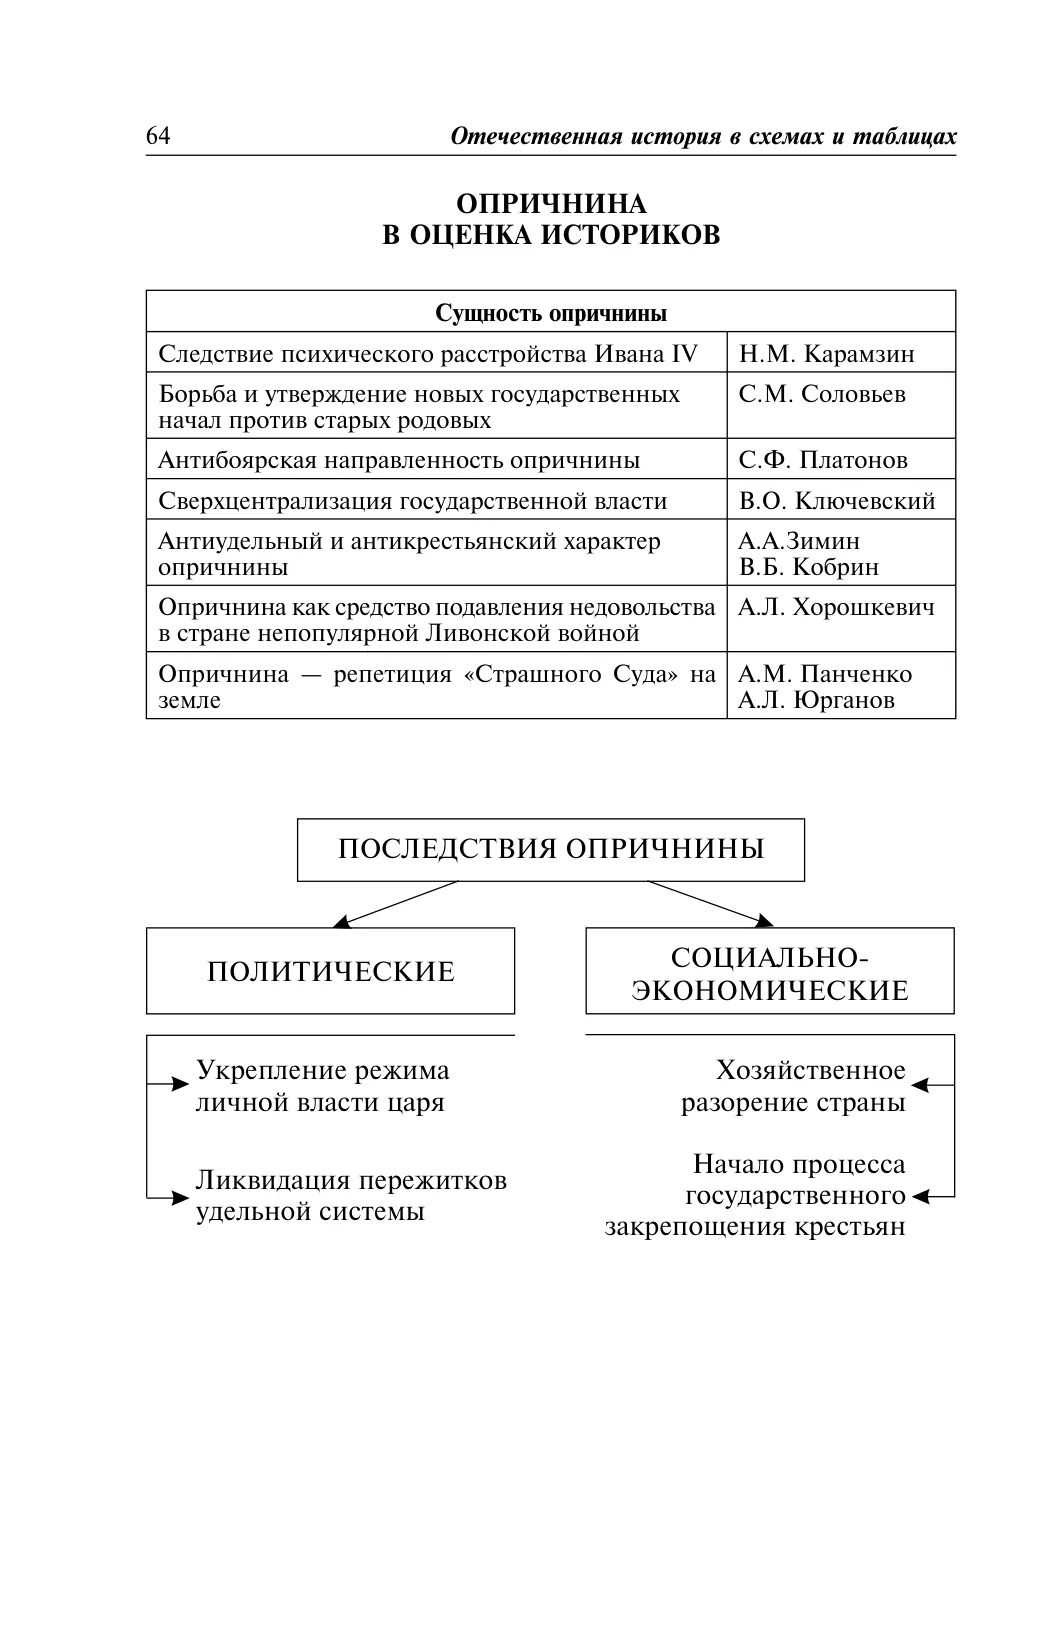 64
Отечественная история в схемах и таблицах
ОПРИЧНИНА
В ОЦЕНКА ИСТОРИКОВ
Сущность опричнины
Следствие психического расстройства Ивана IV
Н.М. Карамзин
Борьба и утверждение новых государственных
начал против старых родовых
С.М. Соловьев
Антибоярская направленность опричнины
С.Ф. Платонов
Сверхцентрализация государственной власти
В.О. Ключевский
Антиудельный и антикрестьянский характер
опричнины
А.А.Зимин
В.Б. Кобрин
Опричнина как средство подавления недовольства
в стране непопулярной Ливонской войной
А.Л. Хорошкевич
Опричнина — репетиция «Страшного Суда» на
земле
А.М. Панченко
А.Л. Юрганов
ПОСЛЕДСТВИЯ ОПРИЧНИНЫ
ПОЛИТИЧЕСКИЕ
Укрепление режима
личной власти царя
Ликвидация пережитков
удельной системы
СОЦИАЛЬНО-
ЭКОНОМИЧЕСКИЕ
Хозяйственное
разорение страны
Начало процесса
государственного
закрепощения крестьян